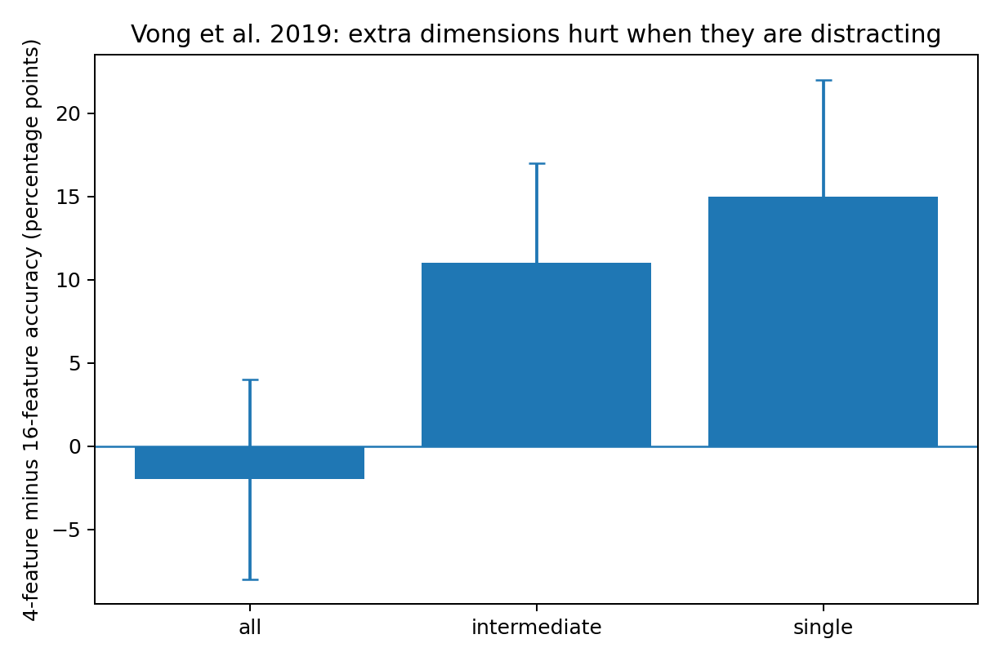 Vong et al. 2019: extra dimensions hurt when they are distracting
4-feature minus 16-feature accuracy (percentage points)
20
15
10
5
0
−5
all
intermediate
single